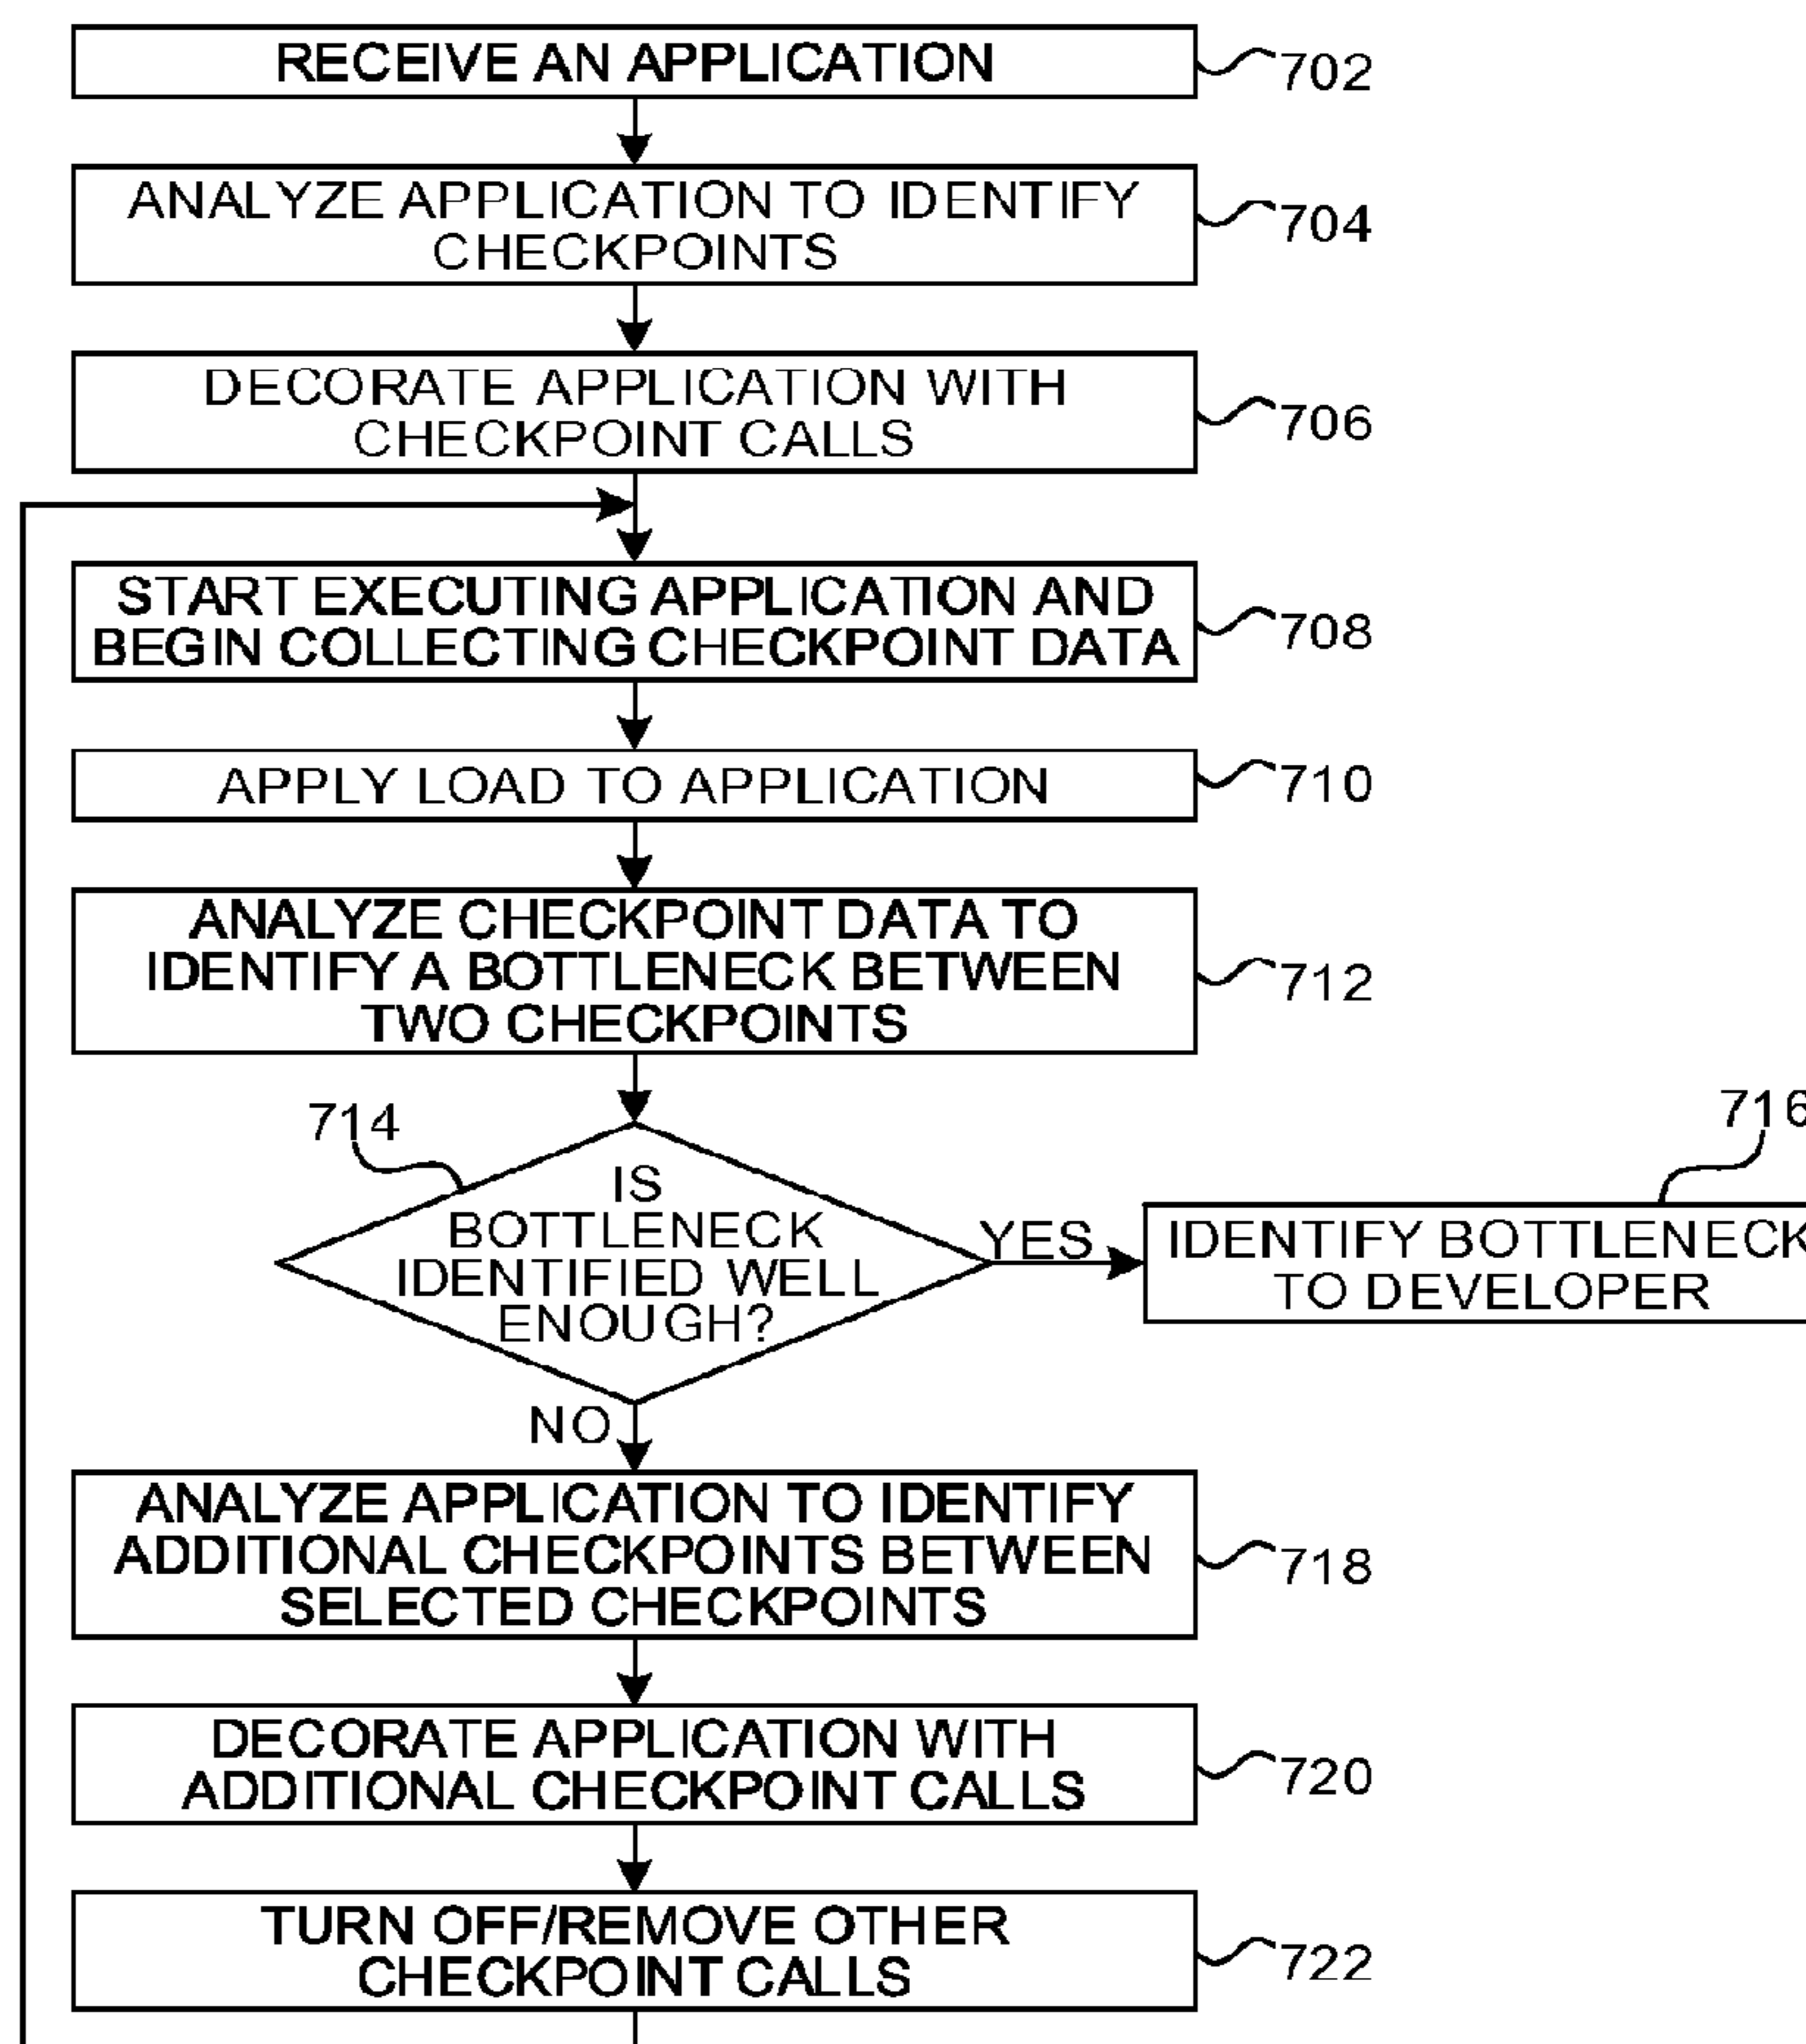 RECEIVE AN APPLICATION
702
ANALYZE APPLICATION TO IDENTIFY
CHECKPOINTS
704
DECORATE APPLICATION WITH
CHECKPOINT CALLS
706
START EXECUTING APPLICATION AND
BEGIN COLLECTING CHECKPOINT DATA
708
APPLY LOAD TO APPLICATION
710
ANALYZE CHECKPOINT DATA TO
IDENTIFY A BOTTLENECK BETWEEN
TWO CHECKPOINTS
712
714
IS
BOTTLENECK
IDENTIFIED WELL
ENOUGH?
YES
716
IDENTIFY BOTTLENECK
TO DEVELOPER
NO
ANALYZE APPLICATION TO IDENTIFY
ADDITIONAL CHECKPOINTS BETWEEN
SELECTED CHECKPOINTS
718
DECORATE APPLICATION WITH
ADDITIONAL CHECKPOINT CALLS
720
TURN OFF/REMOVE OTHER
CHECKPOINT CALLS
722